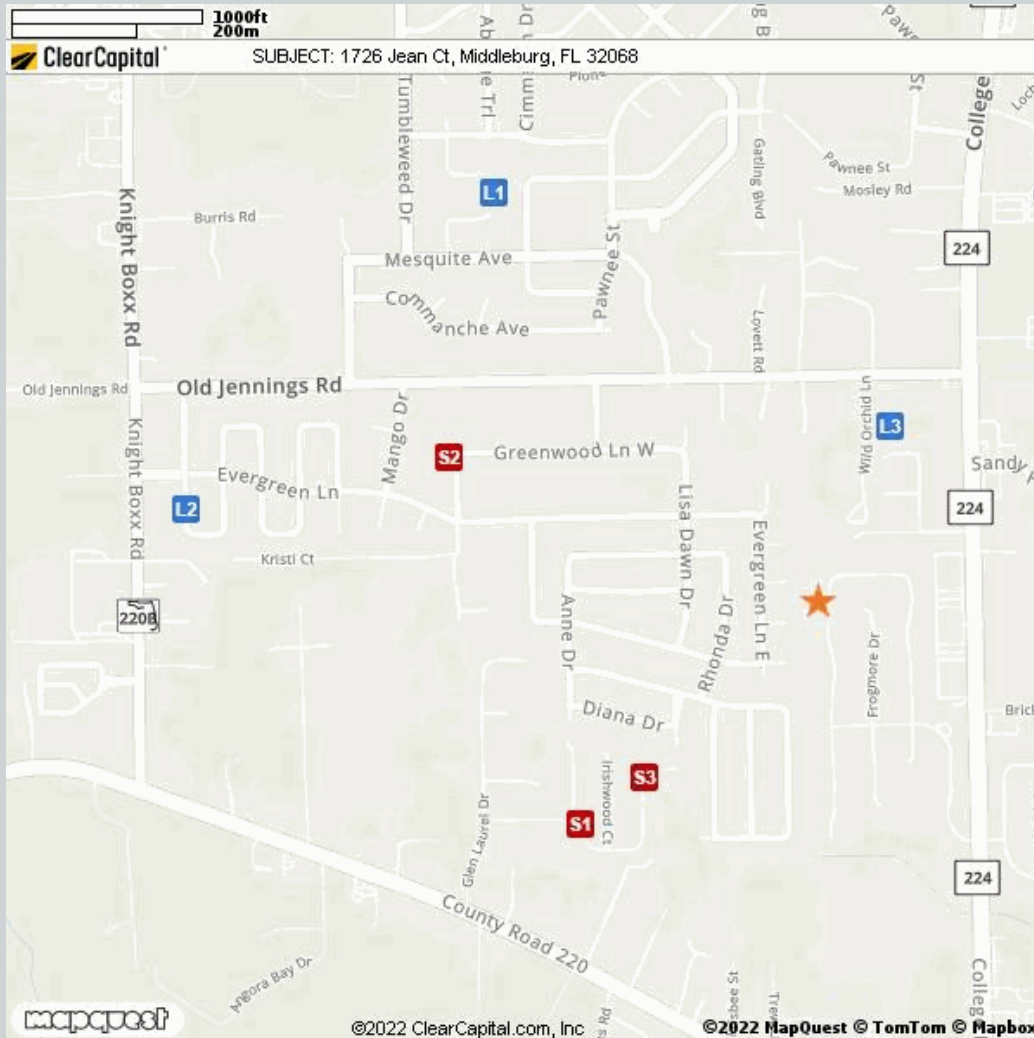 1000ft
200m
ClearCapital
SUBJECT: 1726 Jean Ct, Middleburg, FL 32068
Tumbleweed Dr
Trl
College
St
Pawnee St
Mosley Rd
Gatling Blvd
L1
Knight Boxx Rd
Burris Rd
224
Mesquite Ave
Pawnee St
Commanche Ave
Lovett Rd
Old Jennings Rd
Old Jennings Rd
Mango Dr
Wild Orchid Ln
L3
Knight Boxx Rd
S2
Greenwood Ln W
Sandy
Evergreen Ln
L2
224
Lisa Dawn Dr
Evergreen Ln E
Kristi Ct
220B
Anne Dr
Rhonda Dr
Frogmore Dr
Diana Dr
S3
Irishwood Ct
S1
Glen Laurel Dr
224
County Road 220
Angora Bay Dr
Rd
mapquest
©2022 ClearCapital.com, Inc
©2022 MapQuest © TomTom © Mapbox